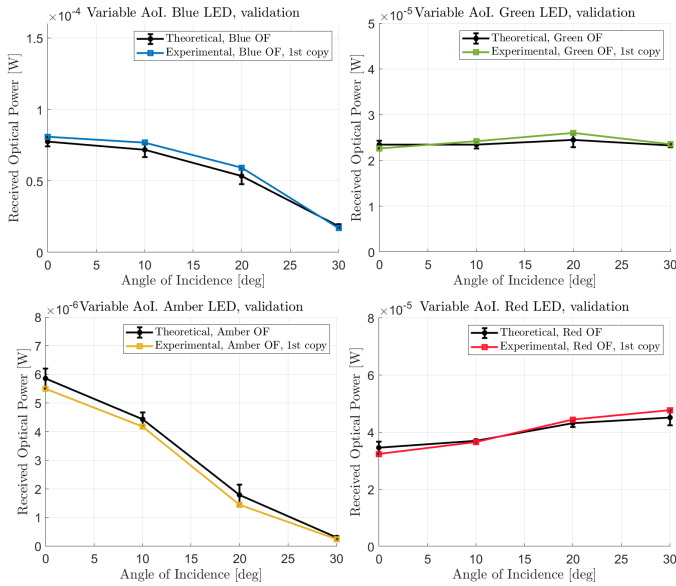 Variable AoI. Blue LED, validation
×10⁻⁴
Theoretical, Blue OF
Experimental, Blue OF, 1st copy
Received Optical Power [W]
1.5
1
0.5
0
0 5 10 15 20 25 30
Angle of Incidence [deg]
Variable AoI. Green LED, validation
×10⁻⁵
Theoretical, Green OF
Experimental, Green OF, 1st copy
Received Optical Power [W]
5
4
3
2
1
0
0 5 10 15 20 25 30
Angle of Incidence [deg]
Variable AoI. Amber LED, validation
×10⁻⁶
Theoretical, Amber OF
Experimental, Amber OF, 1st copy
Received Optical Power [W]
8
7
6
5
4
3
2
1
0
0 5 10 15 20 25 30
Angle of Incidence [deg]
Variable AoI. Red LED, validation
×10⁻⁵
Theoretical, Red OF
Experimental, Red OF, 1st copy
Received Optical Power [W]
8
6
4
2
0
0 5 10 15 20 25 30
Angle of Incidence [deg]